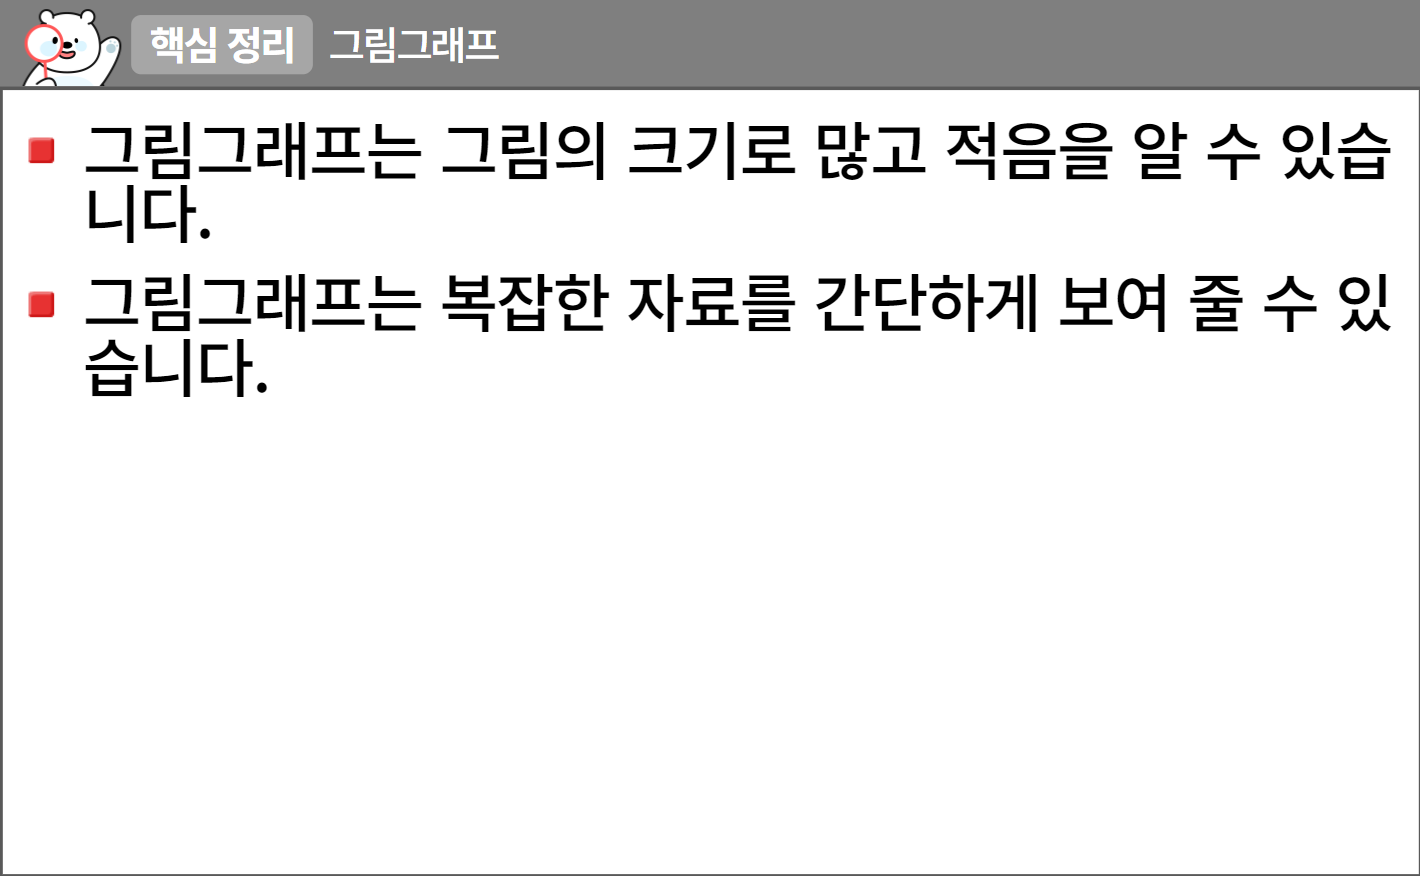 핵심 정리 그림그래프
그림그래프는 그림의 크기로 많고 적음을 알 수 있습
니다.
그림그래프는 복잡한 자료를 간단하게 보여 줄 수 있
습니다.